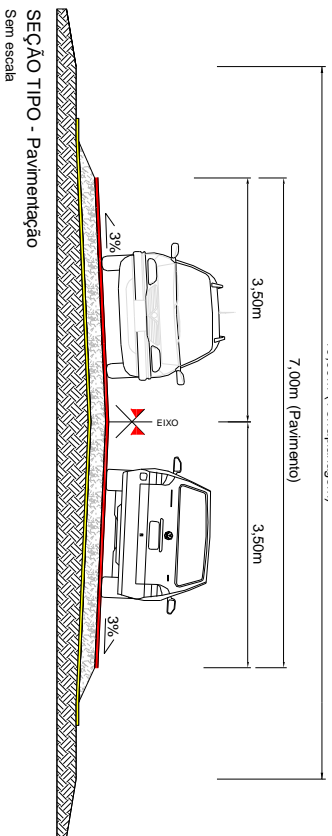 7,00m (Pavimento)
3,50m
3,50m
EIXO
3%
3%
SEÇÃO TIPO - Pavimentação
Sem escala